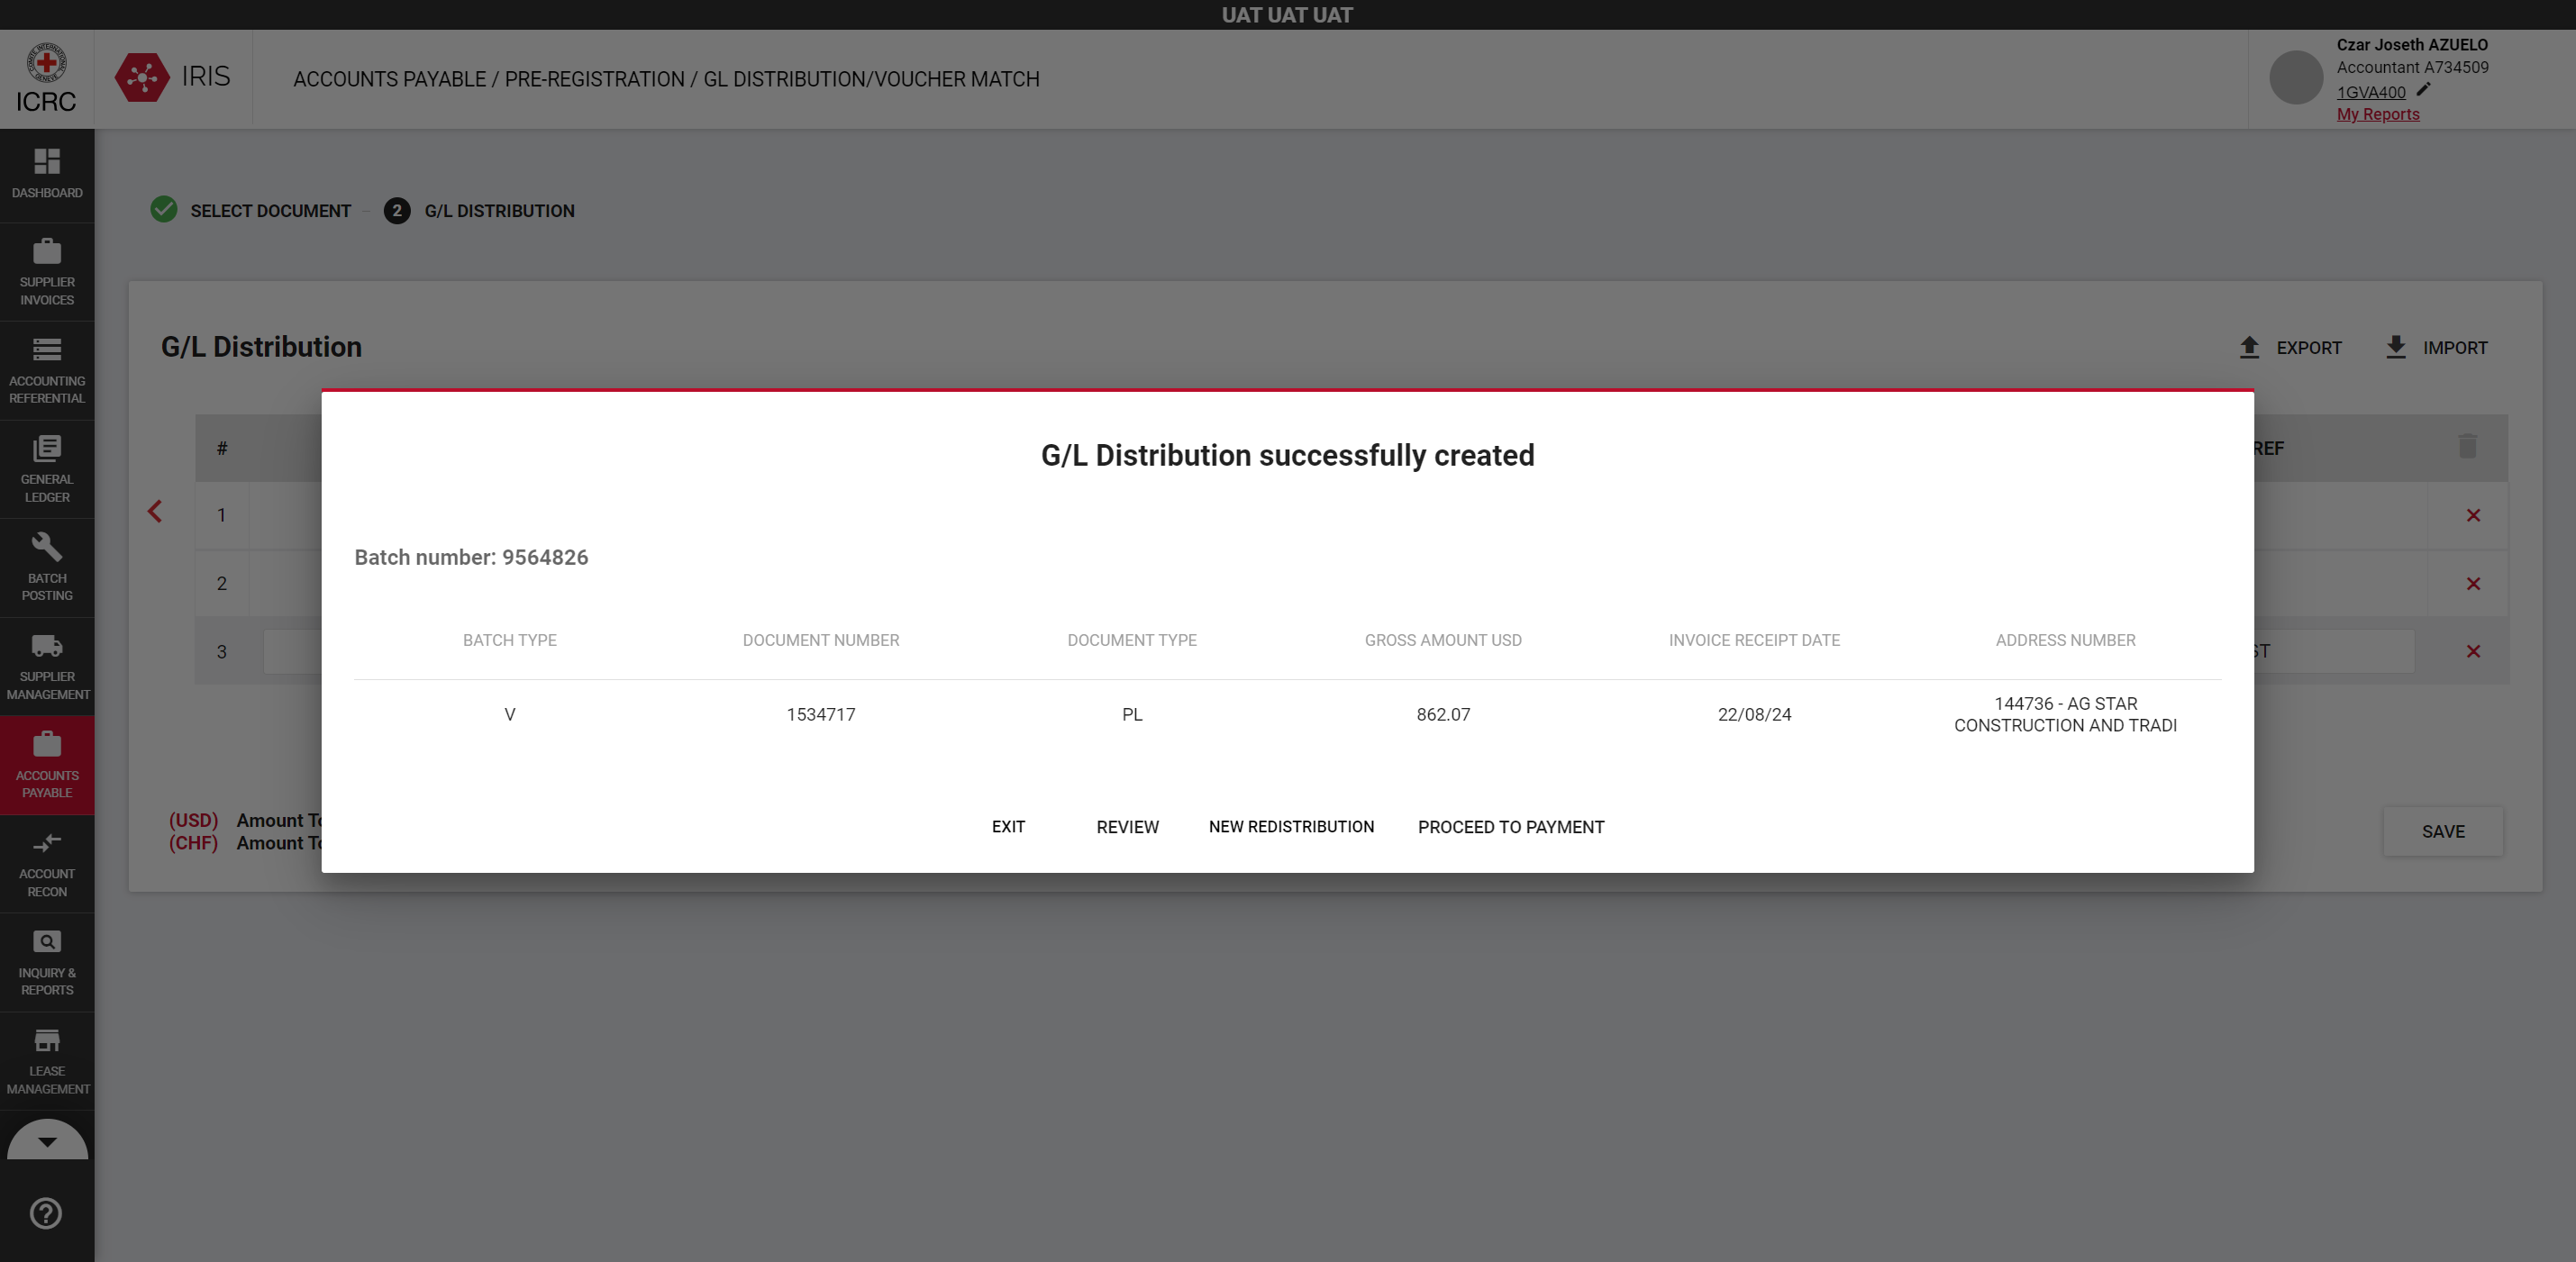 UAT UAT UAT
ICRC
IRIS
ACCOUNTS PAYABLE / PRE-REGISTRATION / GL DISTRIBUTION/VOUCHER MATCH
Czar Joseth AZUELO
Accountant A734509
1GVA400
My Reports
DASHBOARD
SUPPLIER
INVOICES
ACCOUNTING
REFERENTIAL
GENERAL
LEDGER
BATCH
POSTING
SUPPLIER
MANAGEMENT
ACCOUNTS
PAYABLE
ACCOUNT
RECON
INQUIRY &
REPORTS
LEASE
MANAGEMENT
SELECT DOCUMENT - 2 G/L DISTRIBUTION
G/L Distribution
EXPORT IMPORT
# REF
1
2
3 ST
G/L Distribution successfully created
Batch number: 9564826
BATCH TYPE DOCUMENT NUMBER DOCUMENT TYPE GROSS AMOUNT USD INVOICE RECEIPT DATE ADDRESS NUMBER
V 1534717 PL 862.07 22/08/24 144736 - AG STAR
CONSTRUCTION AND TRADI
EXIT REVIEW NEW REDISTRIBUTION PROCEED TO PAYMENT
(USD) Amount To
(CHF) Amount To
SAVE